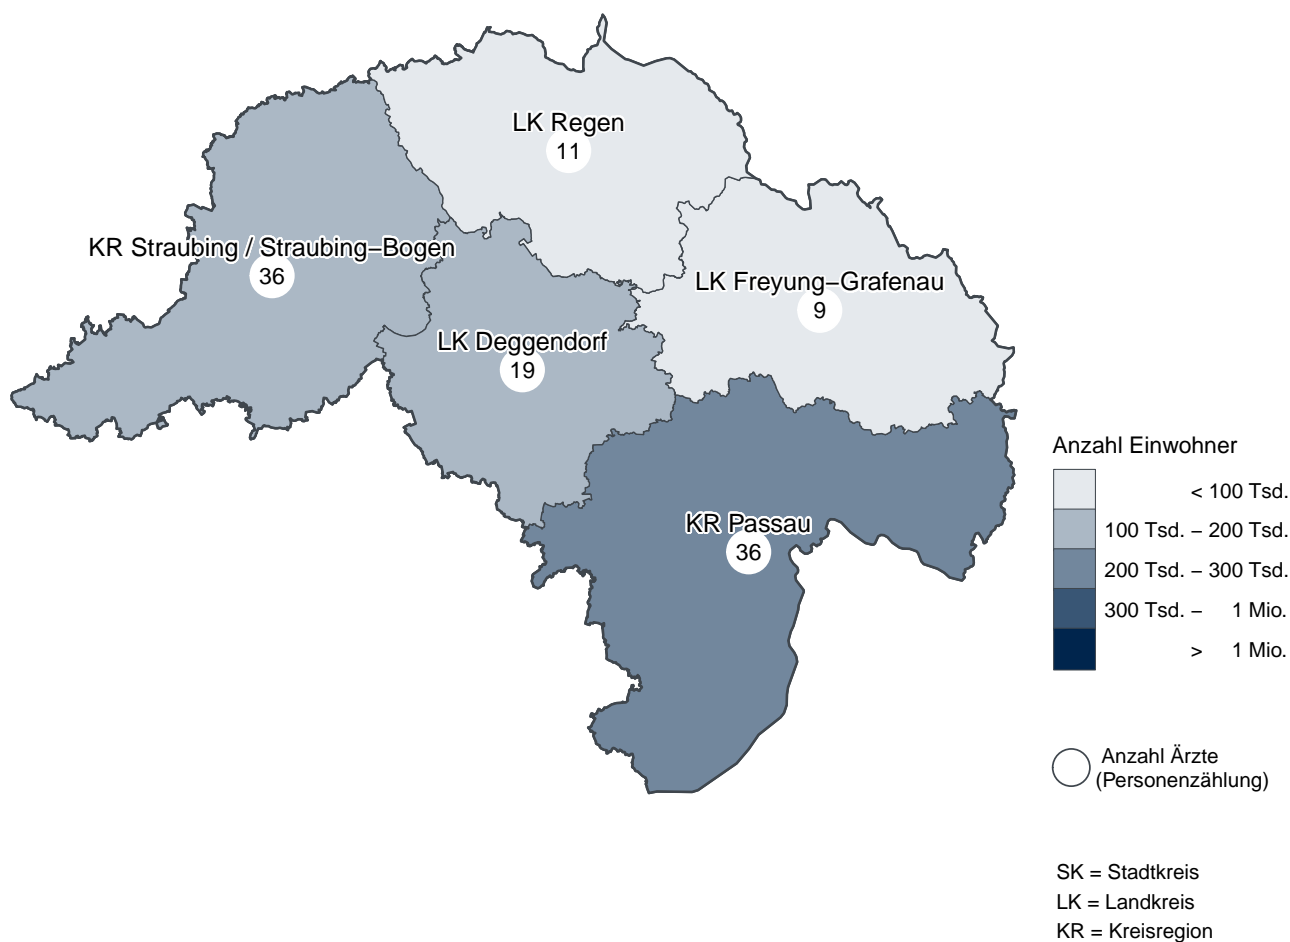 LK Regen
11
KR Straubing / Straubing–Bogen
36
LK Freyung–Grafenau
9
LK Deggendorf
19
KR Passau
36
Anzahl Einwohner
< 100 Tsd.
100 Tsd. – 200 Tsd.
200 Tsd. – 300 Tsd.
300 Tsd. – 1 Mio.
> 1 Mio.
Anzahl Ärzte
(Personenzählung)
SK = Stadtkreis
LK = Landkreis
KR = Kreisregion